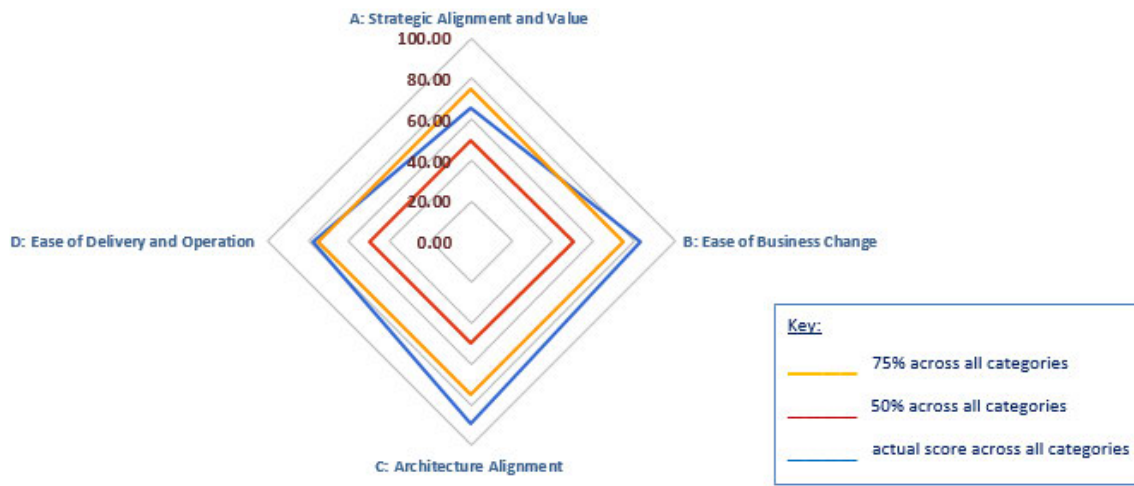 A: Strategic Alignment and Value
100.00
80.00
60.00
40.00
20.00
D: Ease of Delivery and Operation
0.00
B: Ease of Business Change
C: Architecture Alignment
Key:
75% across all categories
50% across all categories
actual score across all categories